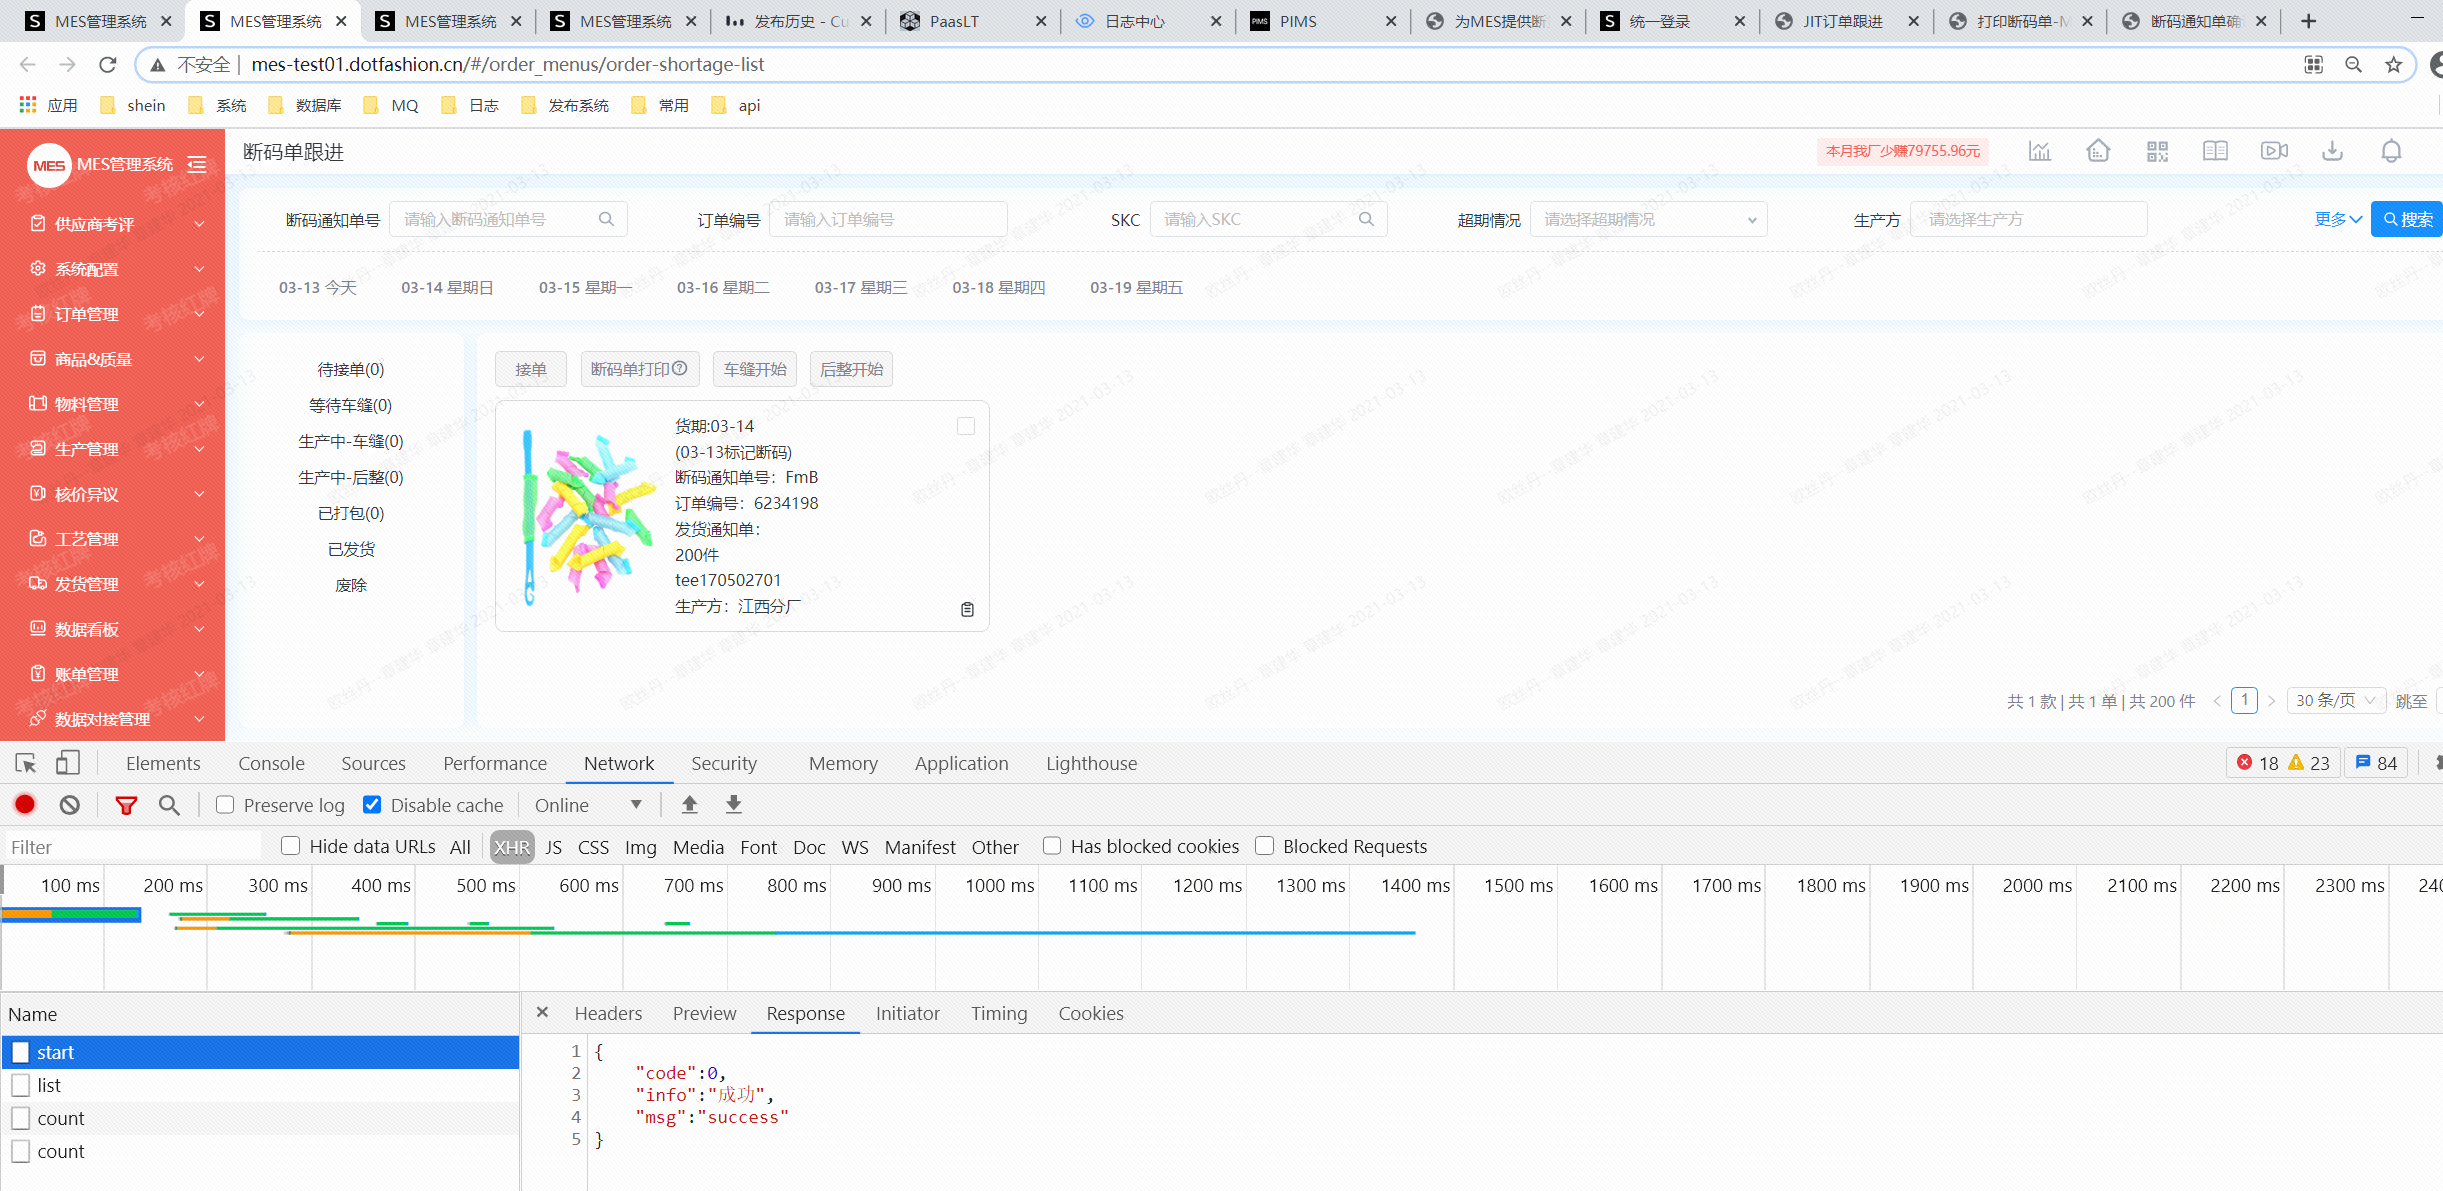 MES管理系统
MES管理系统
MES管理系统
MES管理系统
发布历史 - Cu
PaasLT
日志中心
PIMS
为MES提供断
统一登录
JIT订单跟进
打印断码单-M
断码通知单确
不安全 | mes-test01.dotfashion.cn/#/order_menus/order-shortage-list
应用
shein
系统
数据库
MQ
日志
发布系统
常用
api
MES
MES管理系统
断码单跟进
本月我厂少赚79755.96元
供应商考评
系统配置
订单管理
商品&质量
物料管理
生产管理
核价异议
工艺管理
发货管理
数据看板
账单管理
数据对接管理
考核红牌
断码通知单号
请输入断码通知单号
订单编号
请输入订单编号
SKC
请输入SKC
超期情况
请选择超期情况
生产方
请选择生产方
更多
搜索
03-13 今天
03-14 星期日
03-15 星期一
03-16 星期二
03-17 星期三
03-18 星期四
03-19 星期五
待接单(0)
等待车缝(0)
生产中-车缝(0)
生产中-后整(0)
已打包(0)
已发货
废除
接单
断码单打印
车缝开始
后整开始
货期:03-14
(03-13标记断码)
断码通知单号：FmB
订单编号：6234198
发货通知单：
200件
tee170502701
生产方：江西分厂
欧丝丹--章建华 章建华 2021-03-13
共 1 款 | 共 1 单 | 共 200 件
1
30 条/页
跳至
Elements
Console
Sources
Performance
Network
Security
Memory
Application
Lighthouse
18
23
84
Preserve log
Disable cache
Online
Filter
Hide data URLs
All
XHR
JS
CSS
Img
Media
Font
Doc
WS
Manifest
Other
Has blocked cookies
Blocked Requests
100 ms
200 ms
300 ms
400 ms
500 ms
600 ms
700 ms
800 ms
900 ms
1000 ms
1100 ms
1200 ms
1300 ms
1400 ms
1500 ms
1600 ms
1700 ms
1800 ms
1900 ms
2000 ms
2100 ms
2200 ms
2300 ms
240
Name
start
list
count
count
Headers
Preview
Response
Initiator
Timing
Cookies
1 {
2 "code":0,
3 "info":"成功",
4 "msg":"success"
5 }